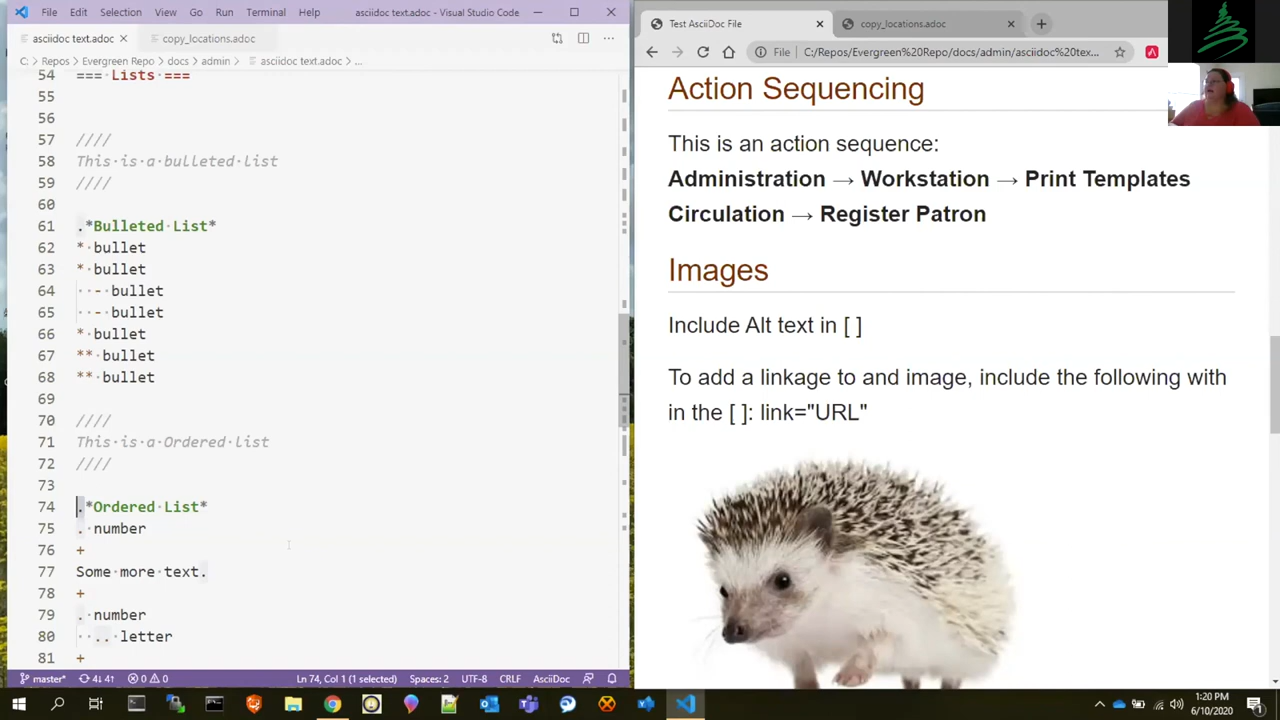 File Edit Selection View Go Run Terminal Help asciidoc text.adoc - Visual Studio Code
asciidoc text.adoc copy_locations.adoc
C: > Repos > Evergreen Repo > docs > admin > asciidoc text.adoc > ...
54 === Lists ===
55
56
57 ////
58 This is a bulleted list
59 ////
60
61 .*Bulleted List*
62 * bullet
63 * bullet
64 - bullet
65 - bullet
66 * bullet
67 ** bullet
68 ** bullet
69
70 ////
71 This is a Ordered list
72 ////
73
74 .*Ordered List*
75 . number
76 +
77 Some more text.
78 +
79 . number
80 .. letter
81 +
master* 4↓ 4↑ 0 0 Ln 74, Col 1 (1 selected) Spaces: 2 UTF-8 CRLF AsciiDoc
Test AsciiDoc File copy_locations.adoc
File C:/Repos/Evergreen%20Repo/docs/admin/asciidoc%20tex...
Action Sequencing
This is an action sequence:
Administration → Workstation → Print Templates
Circulation → Register Patron
Images
Include Alt text in [ ]
To add a linkage to and image, include the following with
in the [ ]: link="URL"
1:20 PM
6/10/2020